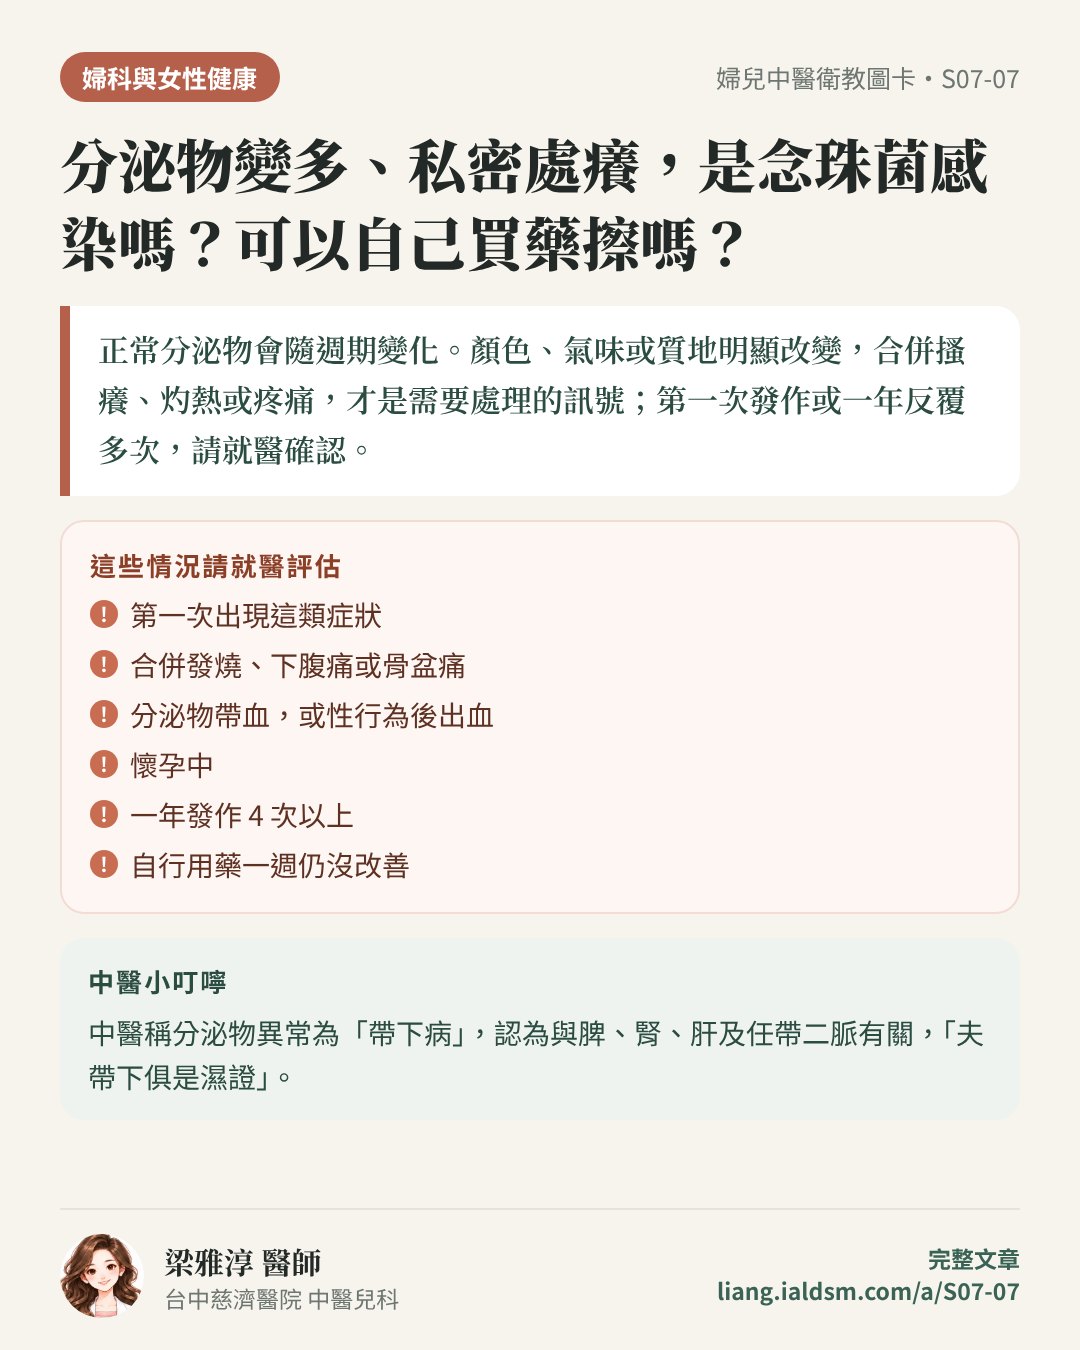 婦科與女性健康
婦兒中醫衛教圖卡・S07-07
分泌物變多、私密處癢，是念珠菌感
染嗎？可以自己買藥擦嗎？
正常分泌物會隨週期變化。顏色、氣味或質地明顯改變，合併搔
癢、灼熱或疼痛，才是需要處理的訊號；第一次發作或一年反覆
多次，請就醫確認。
這些情況請就醫評估
! 第一次出現這類症狀
! 合併發燒、下腹痛或骨盆痛
! 分泌物帶血，或性行為後出血
! 懷孕中
! 一年發作 4 次以上
! 自行用藥一週仍沒改善
中醫小叮嚀
中醫稱分泌物異常為「帶下病」，認為與脾、腎、肝及任帶二脈有關，「夫
帶下俱是濕證」。
梁雅淳 醫師
台中慈濟醫院 中醫兒科
完整文章
liang.ialdsm.com/a/S07-07